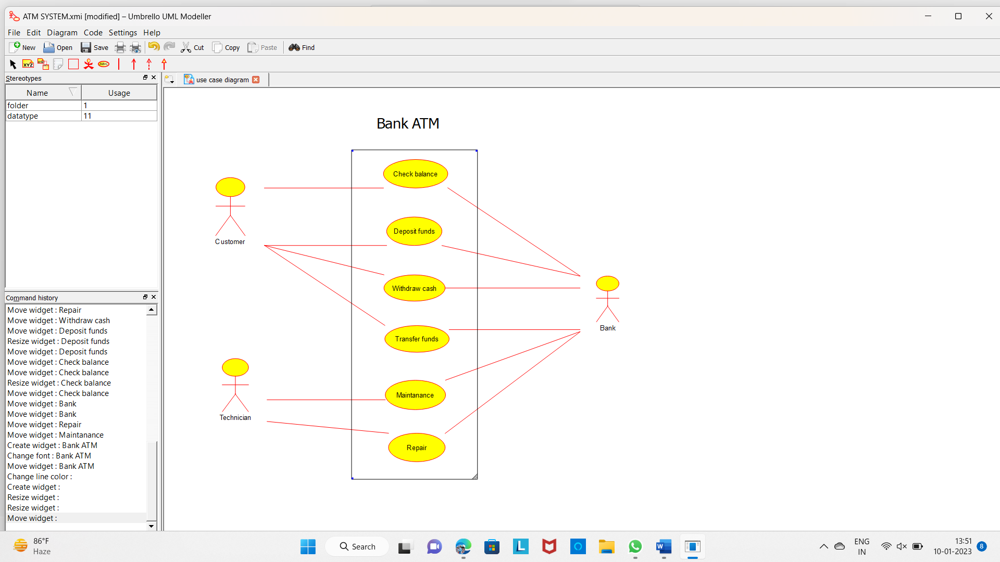 ATM SYSTEM.xmi [modified] – Umbrello UML Modeller
File Edit Diagram Code Settings Help
New Open Save Cut Copy Paste Find
XYZ XYZ ABC
Stereotypes
use case diagram
Name Usage
folder 1
datatype 11
Bank ATM
Check balance
Deposit funds
Customer
Withdraw cash
Bank
Transfer funds
Maintanance
Technician
Repair
Command history
Move widget : Repair
Move widget : Withdraw cash
Move widget : Deposit funds
Resize widget : Deposit funds
Move widget : Deposit funds
Move widget : Check balance
Move widget : Check balance
Resize widget : Check balance
Move widget : Check balance
Move widget : Bank
Move widget : Bank
Move widget : Repair
Move widget : Maintanance
Create widget : Bank ATM
Change font : Bank ATM
Move widget : Bank ATM
Change line color :
Create widget :
Resize widget :
Resize widget :
Move widget :
86°F
Haze
Search
ENG
IN
13:51
10-01-2023
8